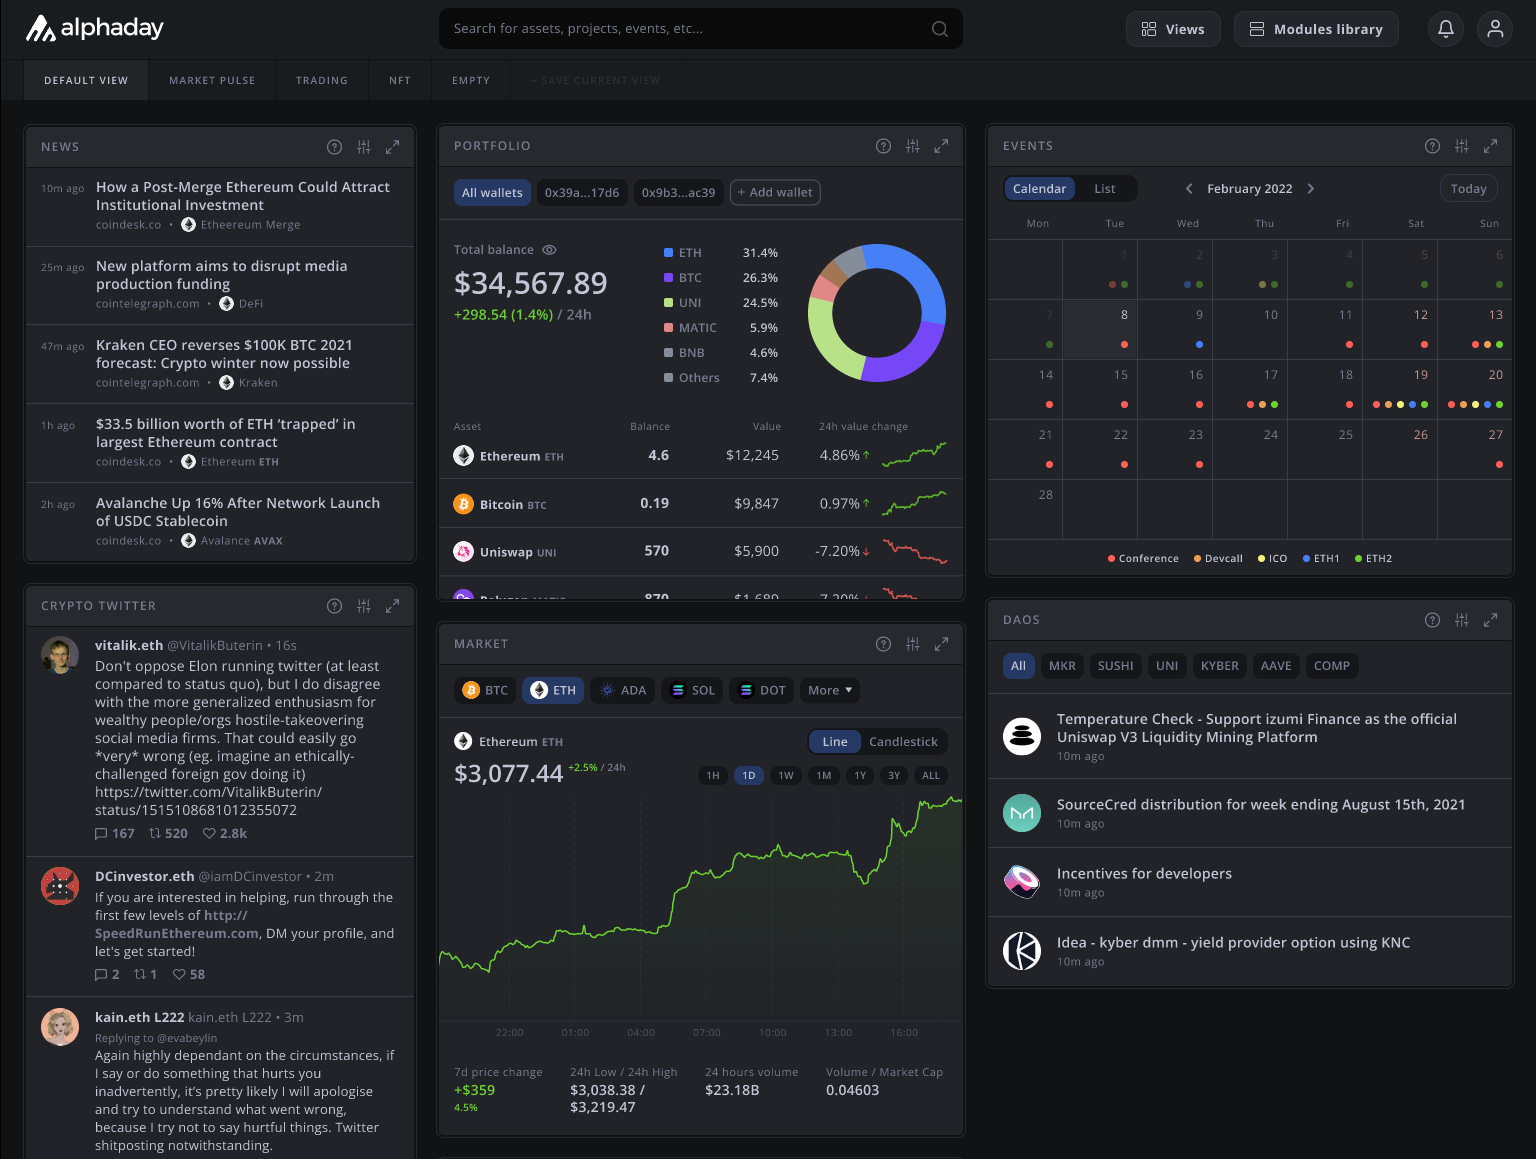 alphaday
Search for assets, projects, events, etc...
Views
Modules library
DEFAULT VIEW
MARKET PULSE
TRADING
NFT
EMPTY
+ SAVE CURRENT VIEW
NEWS
10m ago
How a Post-Merge Ethereum Could Attract
Institutional Investment
coindesk.co • Etheereum Merge
25m ago
New platform aims to disrupt media
production funding
cointelegraph.com • DeFi
47m ago
Kraken CEO reverses $100K BTC 2021
forecast: Crypto winter now possible
cointelegraph.com • Kraken
1h ago
$33.5 billion worth of ETH ‘trapped’ in
largest Ethereum contract
coindesk.co • Ethereum ETH
2h ago
Avalanche Up 16% After Network Launch
of USDC Stablecoin
coindesk.co • Avalance AVAX
CRYPTO TWITTER
vitalik.eth @VitalikButerin • 16s
Don't oppose Elon running twitter (at least
compared to status quo), but I do disagree
with the more generalized enthusiasm for
wealthy people/orgs hostile-takeovering
social media firms. That could easily go
*very* wrong (eg. imagine an ethically-
challenged foreign gov doing it)
https://twitter.com/VitalikButerin/
status/1515108681012355072
167 520 2.8k
DCinvestor.eth @iamDCinvestor • 2m
If you are interested in helping, run through the
first few levels of http://
SpeedRunEthereum.com, DM your profile, and
let's get started!
2 1 58
kain.eth L222 kain.eth L222 • 3m
Replying to @evabeylin
Again highly dependant on the circumstances, if
I say or do something that hurts you
inadvertently, it’s pretty likely I will apologise
and try to understand what went wrong,
because I try not to say hurtful things. Twitter
shitposting notwithstanding.
PORTFOLIO
All wallets
0x39a...17d6
0x9b3...ac39
+ Add wallet
Total balance
$34,567.89
+298.54 (1.4%) / 24h
ETH 31.4%
BTC 26.3%
UNI 24.5%
MATIC 5.9%
BNB 4.6%
Others 7.4%
Asset Balance Value 24h value change
Ethereum ETH 4.6 $12,245 4.86% ↑
Bitcoin BTC 0.19 $9,847 0.97% ↑
Uniswap UNI 570 $5,900 -7.20% ↓
Polygon MATIC 870 $1,689 -7.20% ↓
MARKET
BTC
ETH
ADA
SOL
DOT
More
Ethereum ETH
Line
Candlestick
$3,077.44 +2.5% / 24h
1H 1D 1W 1M 1Y 3Y ALL
22:00 01:00 04:00 07:00 10:00 13:00 16:00
7d price change
+$359
4.5%
24h Low / 24h High
$3,038.38 /
$3,219.47
24 hours volume
$23.18B
Volume / Market Cap
0.04603
EVENTS
Calendar
List
February 2022
Today
Mon Tue Wed Thu Fri Sat Sun
1 2 3 4 5 6
7 8 9 10 11 12 13
14 15 16 17 18 19 20
21 22 23 24 25 26 27
28
Conference Devcall ICO ETH1 ETH2
DAOS
All MKR SUSHI UNI KYBER AAVE COMP
Temperature Check - Support izumi Finance as the official
Uniswap V3 Liquidity Mining Platform
10m ago
SourceCred distribution for week ending August 15th, 2021
10m ago
Incentives for developers
10m ago
Idea - kyber dmm - yield provider option using KNC
10m ago